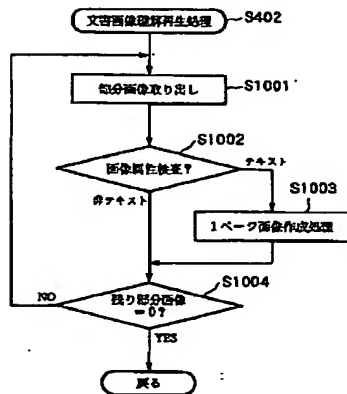 文書画像理解再生処理
S402
部分画像取り出し
S1001
S1002
画像属性検査?
テキスト
非テキスト
S1003
1ページ画像作成処理
S1004
残り部分画像
=0?
NO
YES
戻る